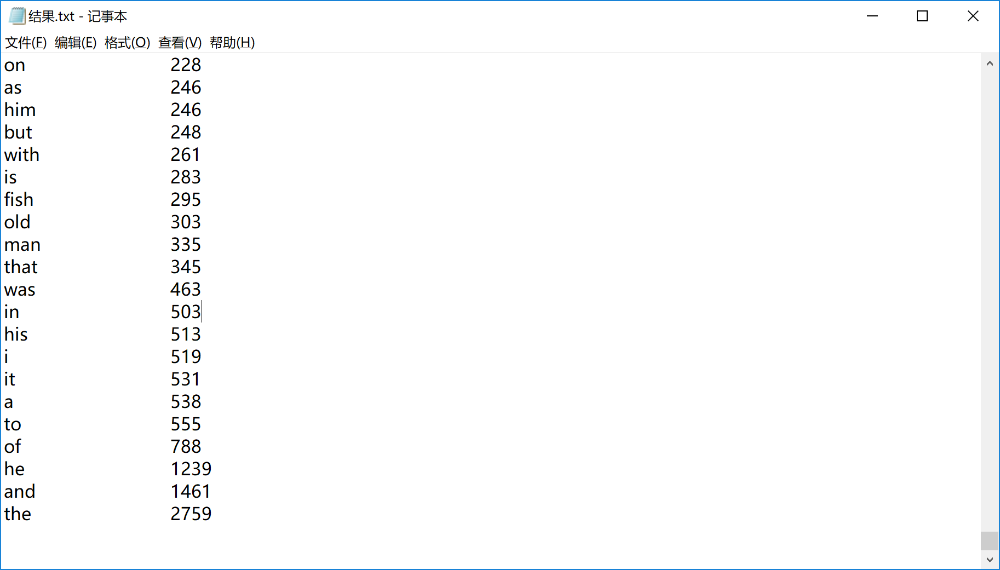 结果.txt - 记事本
文件(F) 编辑(E) 格式(O) 查看(V) 帮助(H)
on 228
as 246
him 246
but 248
with 261
is 283
fish 295
old 303
man 335
that 345
was 463
in 503
his 513
i 519
it 531
a 538
to 555
of 788
he 1239
and 1461
the 2759